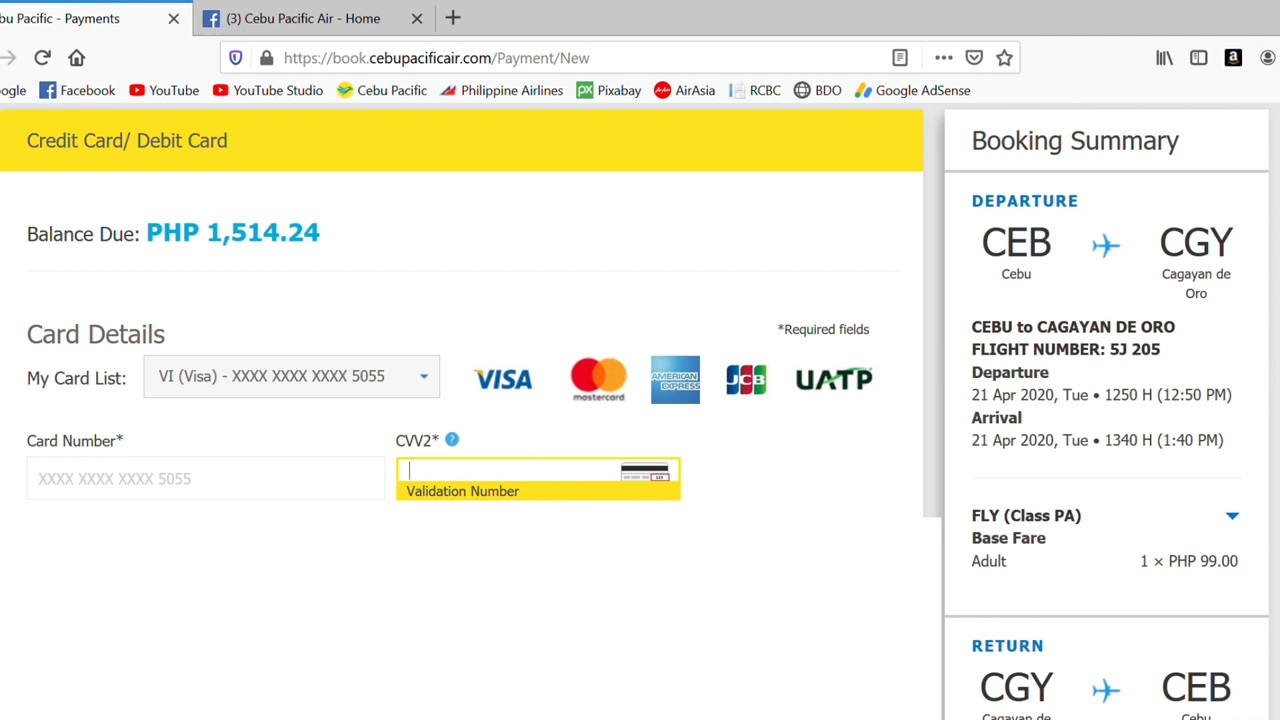 bu Pacific - Payments
(3) Cebu Pacific Air - Home
https://book.cebupacificair.com/Payment/New
ogle Facebook YouTube YouTube Studio Cebu Pacific Philippine Airlines Pixabay AirAsia RCBC BDO Google AdSense
Credit Card/ Debit Card
Balance Due: PHP 1,514.24
Card Details
*Required fields
My Card List: VI (Visa) - XXXX XXXX XXXX 5055
VISA mastercard AMERICAN EXPRESS JCB UATP
Card Number* CVV2* ?
XXXX XXXX XXXX 5055
123
Validation Number
Booking Summary
DEPARTURE
CEB CGY
Cebu Cagayan de
Oro
CEBU to CAGAYAN DE ORO
FLIGHT NUMBER: 5J 205
Departure
21 Apr 2020, Tue • 1250 H (12:50 PM)
Arrival
21 Apr 2020, Tue • 1340 H (1:40 PM)
FLY (Class PA)
Base Fare
Adult 1 × PHP 99.00
RETURN
CGY CEB
Cagayan de Cebu